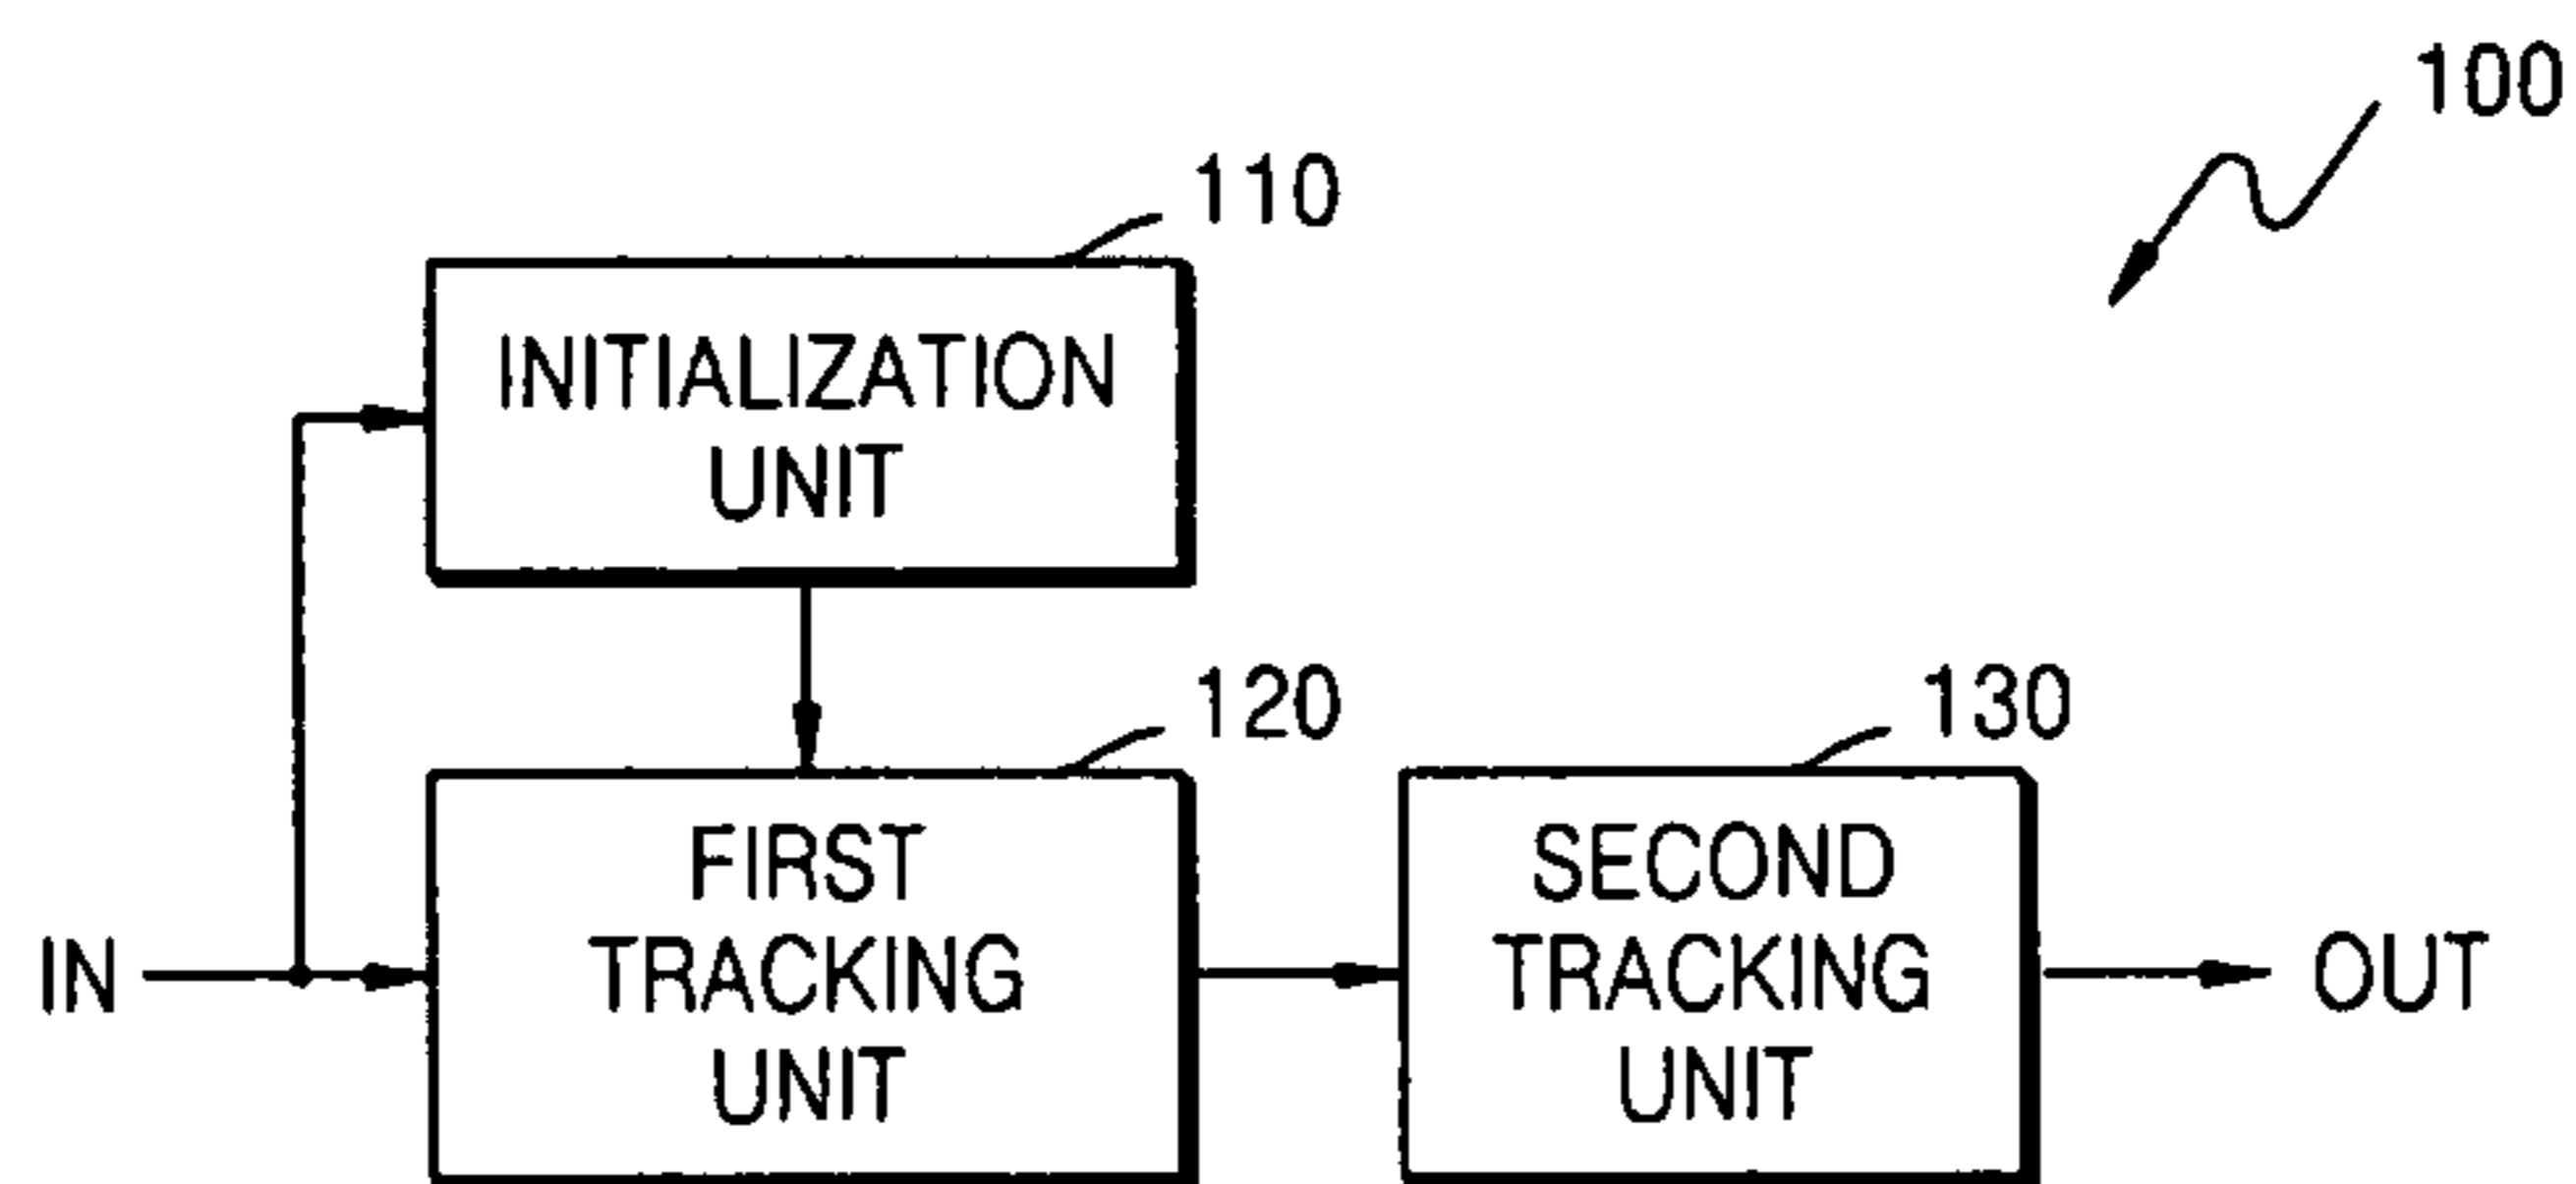 100
110
INITIALIZATION
UNIT
120
130
FIRST
TRACKING
UNIT
SECOND
TRACKING
UNIT
IN
OUT